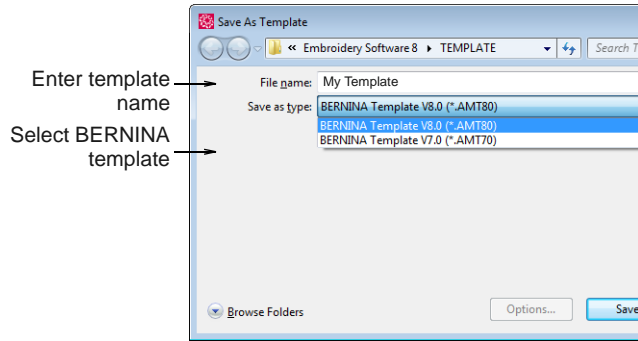 Save As Template
« Embroidery Software 8 ▸ TEMPLATE
Search T
Enter template
name
File name: My Template
Save as type: BERNINA Template V8.0 (*.AMT80)
Select BERNINA
template
BERNINA Template V8.0 (*.AMT80)
BERNINA Template V7.0 (*.AMT70)
Browse Folders
Options...
Save